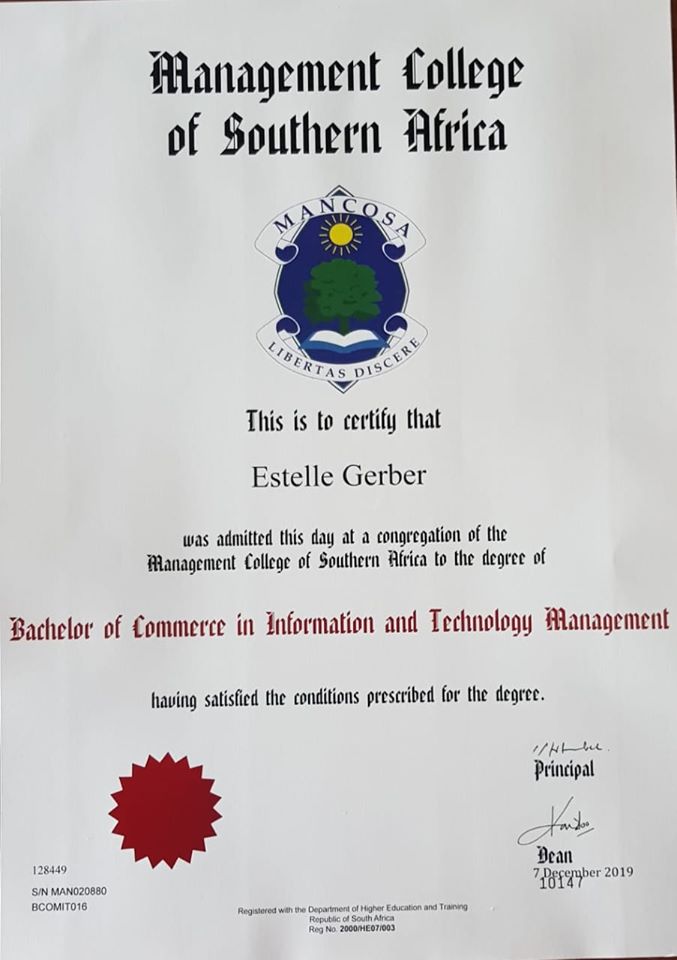 Management College
of Southern Africa
MANCOSA
LIBERTAS DISCERE
This is to certify that
Estelle Gerber
was admitted this day at a congregation of the
Management College of Southern Africa to the degree of
Bachelor of Commerce in Information and Technology Management
having satisfied the conditions prescribed for the degree.
Principal
Dean
7 December 2019
10147
128449
S/N MAN020880
BCOMIT016
Registered with the Department of Higher Education and Training
Republic of South Africa
Reg No. 2000/HE07/003